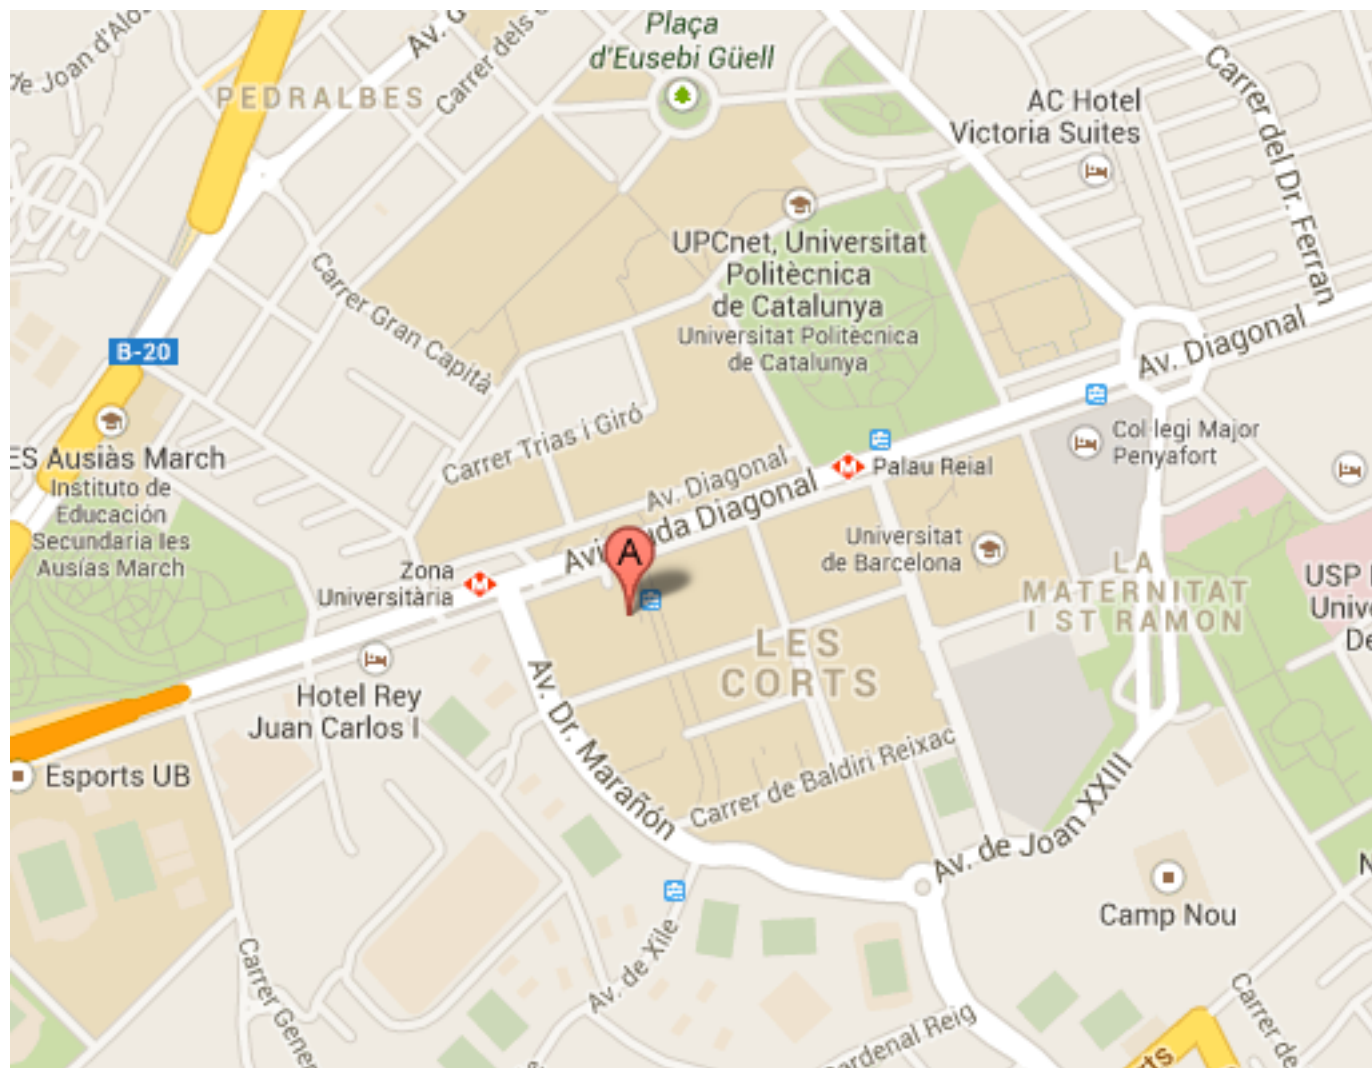 Plaça
d'Eusebi Güell
Joan d'Alòs
Av.
Carrer dels
PEDRALBES
Carrer del Dr. Ferran
AC Hotel
Victoria Suites
UPCnet, Universitat
Politècnica
de Catalunya
Universitat Politècnica
de Catalunya
Carrer Gran Capità
B-20
Av. Diagonal
Carrer Trias i Giró
Col·legi Major
Penyafort
ES Ausiàs March
Instituto de
Educación
Secundaria Ies
Ausías March
Av. Diagonal
Palau Reial
Diagonal
A
Universitat
de Barcelona
Zona
Universitària
LA
MATERNITAT
I ST RAMON
USP
Univ
De
LES
CORTS
Hotel Rey
Juan Carlos I
Av. Dr. Marañón
Esports UB
Carrer de Baldiri Reixac
Av. de Joan XXIII
Camp Nou
Av. de Xile
Carrer Gene
Cardenal Reig
Carrer de
rts